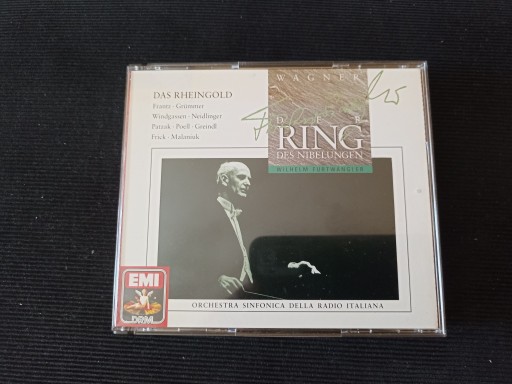 DAS RHEINGOLD
Frantz · Grümmer
Windgassen · Neidlinger
Patzak · Poell · Greindl
Frick · Malaniuk
WAGNER
DER
RING
DES NIBELUNGEN
WILHELM FURTWÄNGLER
EMI
DRM
ORCHESTRA SINFONICA DELLA RADIO ITALIANA